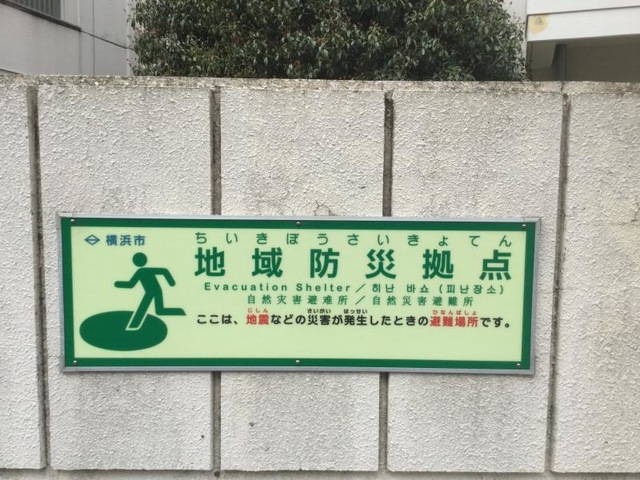 横浜市
ちいきぼうさいきょてん
地域防災拠点
Evacuation Shelter／히난 바쇼 (피난장소)
自然灾害避难所／自然災害避難所
じしん さいがい はっせい ひなんばしょ
ここは、地震などの災害が発生したときの避難場所です。